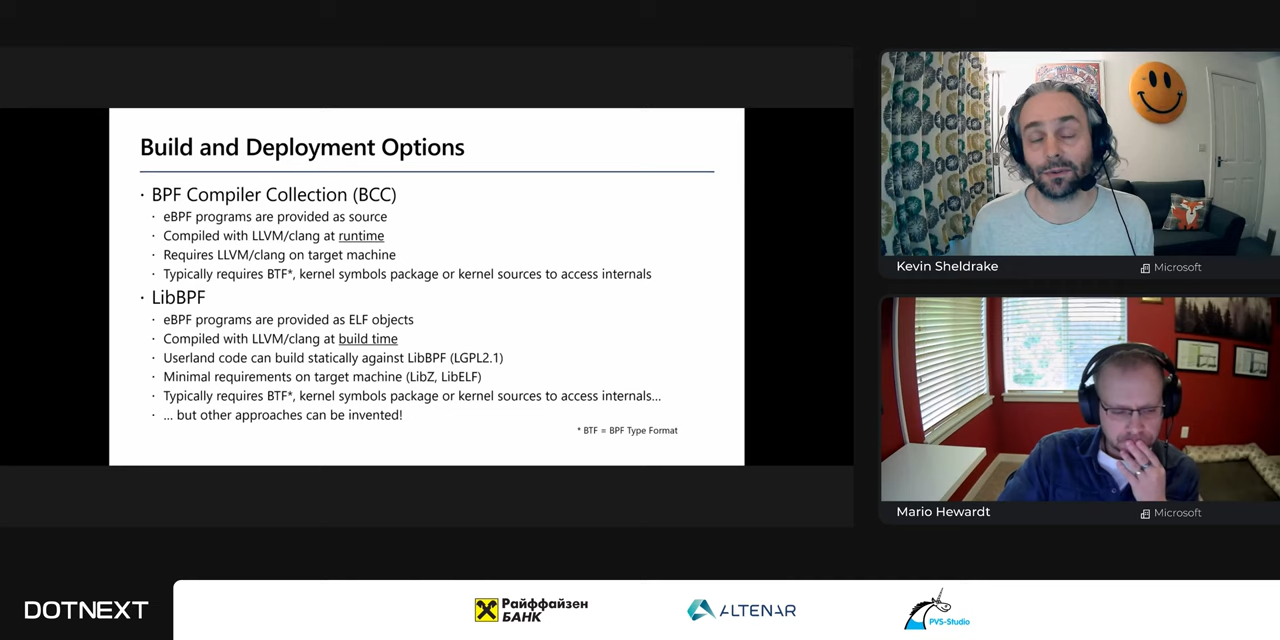 Build and Deployment Options
· BPF Compiler Collection (BCC)
· eBPF programs are provided as source
· Compiled with LLVM/clang at runtime
· Requires LLVM/clang on target machine
· Typically requires BTF*, kernel symbols package or kernel sources to access internals
· LibBPF
· eBPF programs are provided as ELF objects
· Compiled with LLVM/clang at build time
· Userland code can build statically against LibBPF (LGPL2.1)
· Minimal requirements on target machine (LibZ, LibELF)
· Typically requires BTF*, kernel symbols package or kernel sources to access internals...
· ... but other approaches can be invented!
* BTF = BPF Type Format
Kevin Sheldrake
Microsoft
Mario Hewardt
Microsoft
DOTNEXT
Райффайзен
БАНК
ALTENAR
PVS-Studio